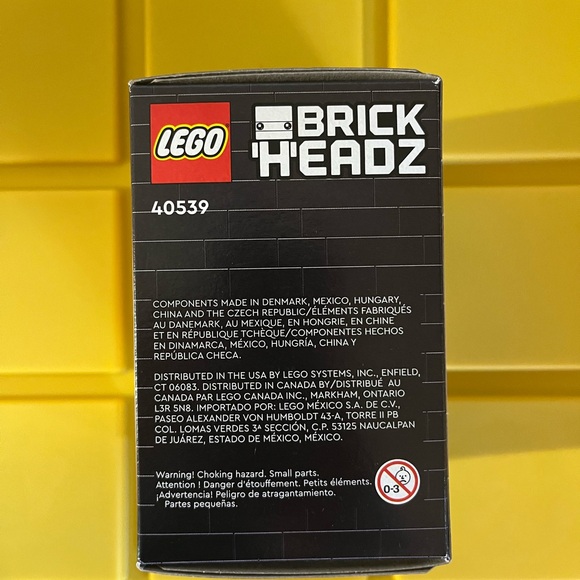 LEGO
BRICK
HEADZ
40539
COMPONENTS MADE IN DENMARK, MEXICO, HUNGARY,
CHINA AND THE CZECH REPUBLIC/ÉLÉMENTS FABRIQUÉS
AU DANEMARK, AU MEXIQUE, EN HONGRIE, EN CHINE
ET EN RÉPUBLIQUE TCHÈQUE/COMPONENTES HECHOS
EN DINAMARCA, MÉXICO, HUNGRÍA, CHINA Y
REPÚBLICA CHECA.
DISTRIBUTED IN THE USA BY LEGO SYSTEMS, INC., ENFIELD,
CT 06083. DISTRIBUTED IN CANADA BY/DISTRIBUÉ AU
CANADA PAR LEGO CANADA INC., MARKHAM, ONTARIO
L3R 5N8. IMPORTADO POR: LEGO MÉXICO S.A. DE C.V.,
PASEO ALEXANDER VON HUMBOLDT 43-A, TORRE II PB
COL. LOMAS VERDES 3ª SECCIÓN, C.P. 53125 NAUCALPAN
DE JUÁREZ, ESTADO DE MÉXICO, MÉXICO.
Warning! Choking hazard. Small parts.
Attention ! Danger d'étouffement. Petits éléments.
¡Advertencia! Peligro de atragantamiento.
Partes pequeñas.
0-3